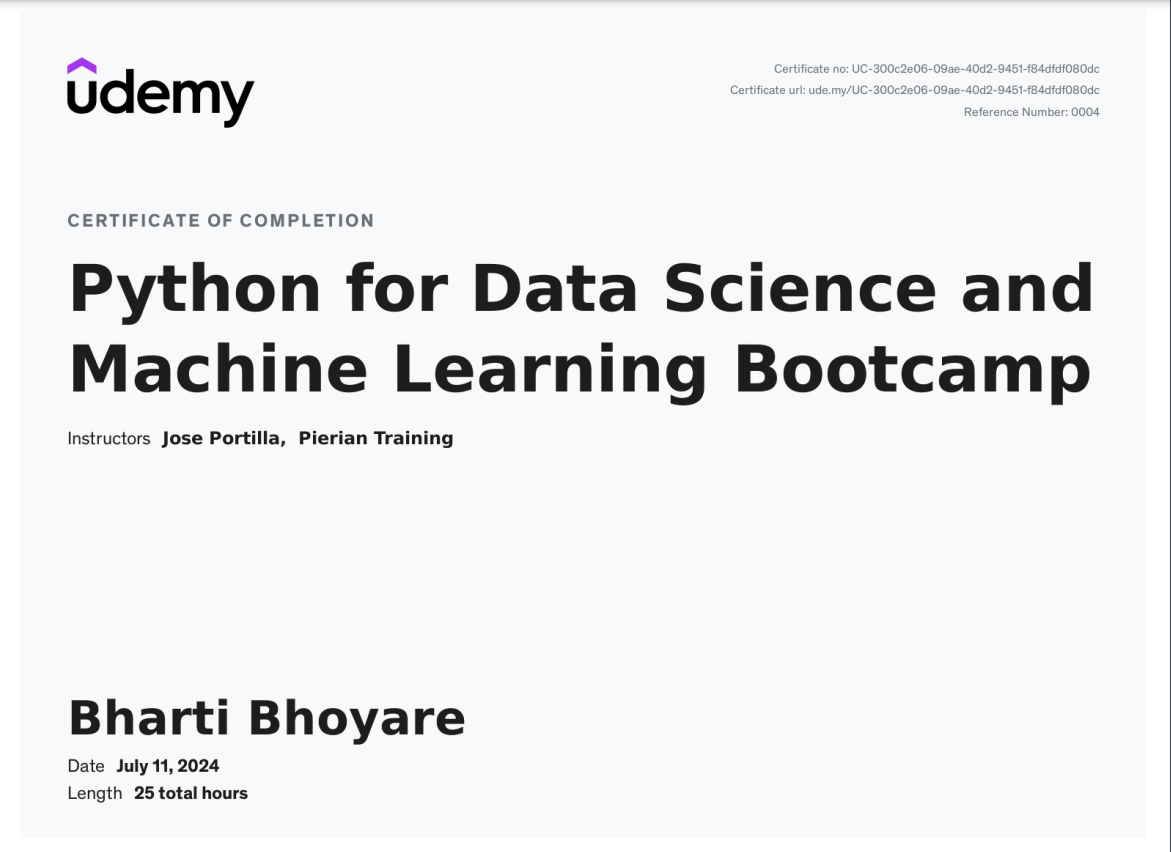 udemy
Certificate no: UC-300c2e06-09ae-40d2-9451-f84dfdf080dc
Certificate url: ude.my/UC-300c2e06-09ae-40d2-9451-f84dfdf080dc
Reference Number: 0004
CERTIFICATE OF COMPLETION
Python for Data Science and
Machine Learning Bootcamp
Instructors Jose Portilla, Pierian Training
Bharti Bhoyare
Date July 11, 2024
Length 25 total hours